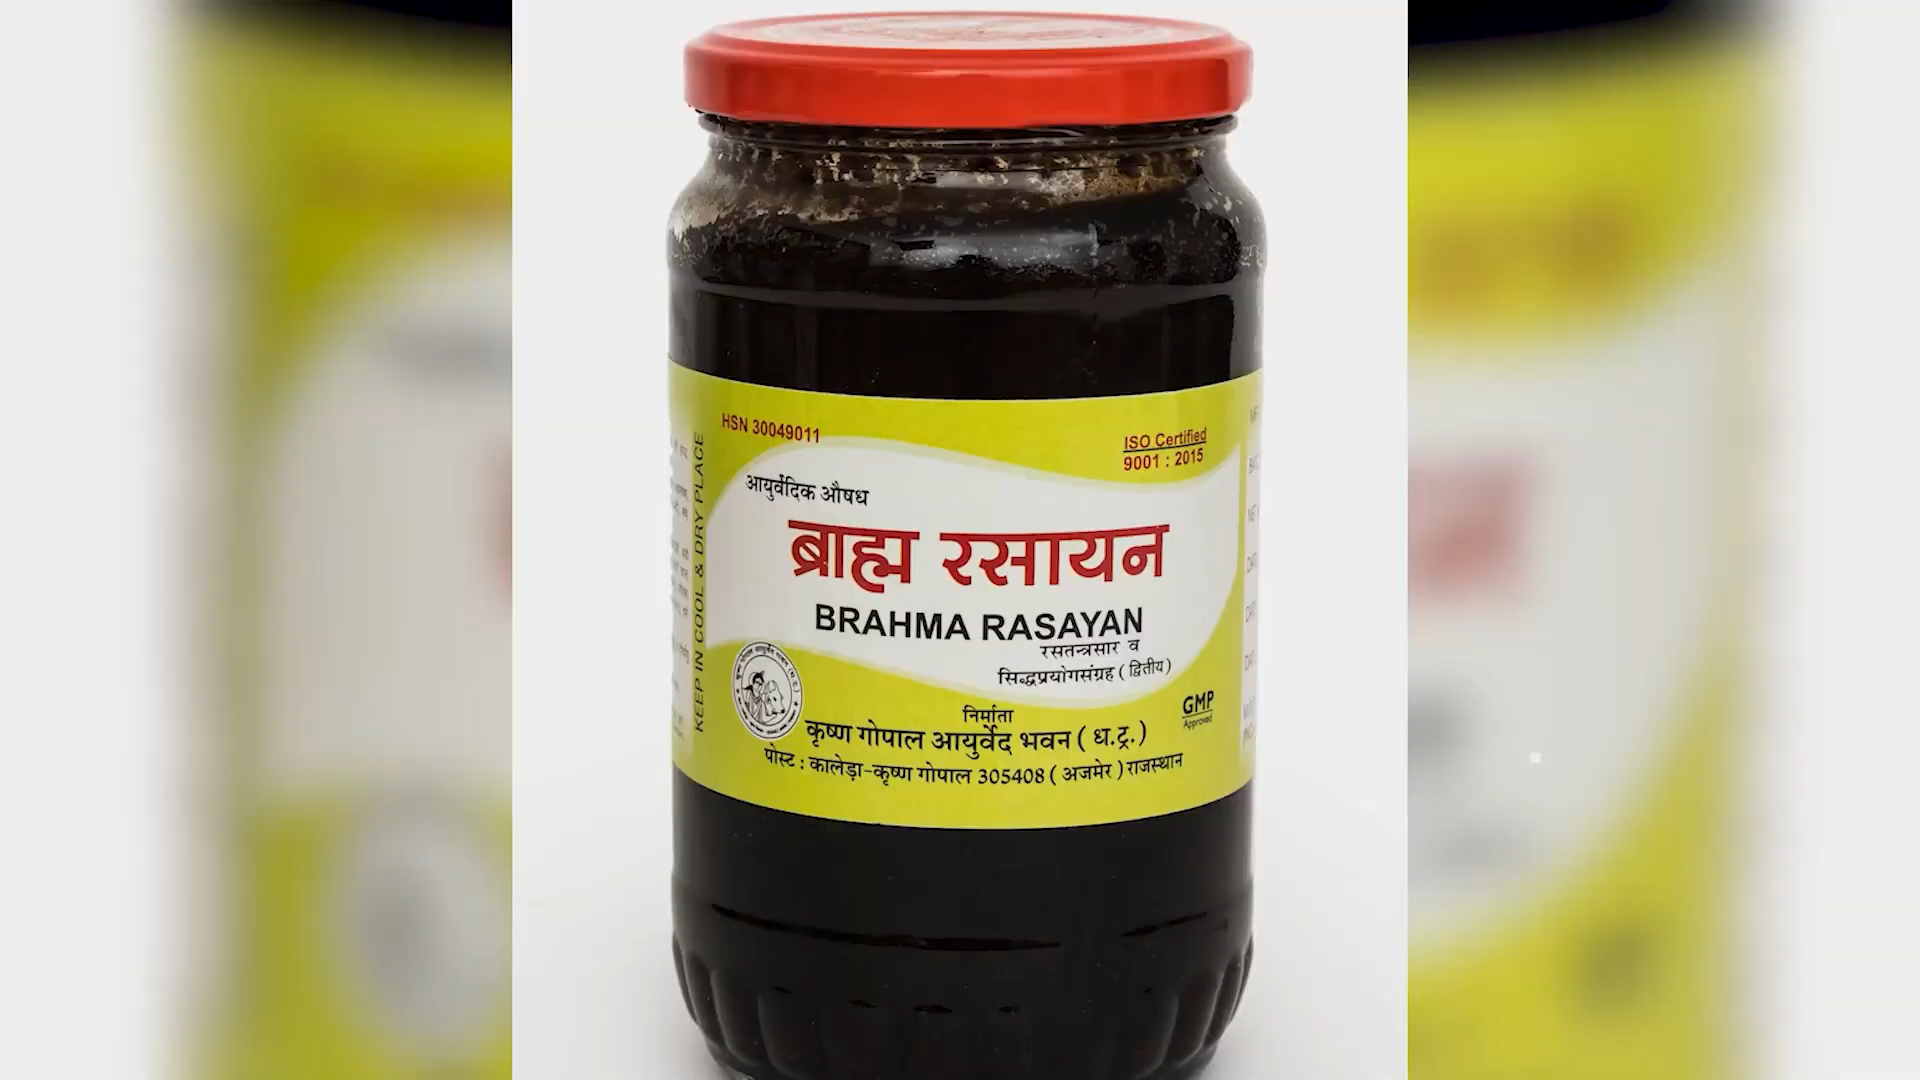 HSN 30049011
ISO Certified
9001 : 2015
आयुर्वेदिक औषध
ब्राह्म रसायन
BRAHMA RASAYAN
रसतन्त्रसार व
सिद्धप्रयोगसंग्रह ( द्वितीय )
GMP
Approved
निर्माता
कृष्ण गोपाल आयुर्वेद भवन ( ध.ट्र. )
पोस्ट : कालेड़ा-कृष्ण गोपाल 305408 ( अजमेर ) राजस्थान
KEEP IN COOL & DRY PLACE